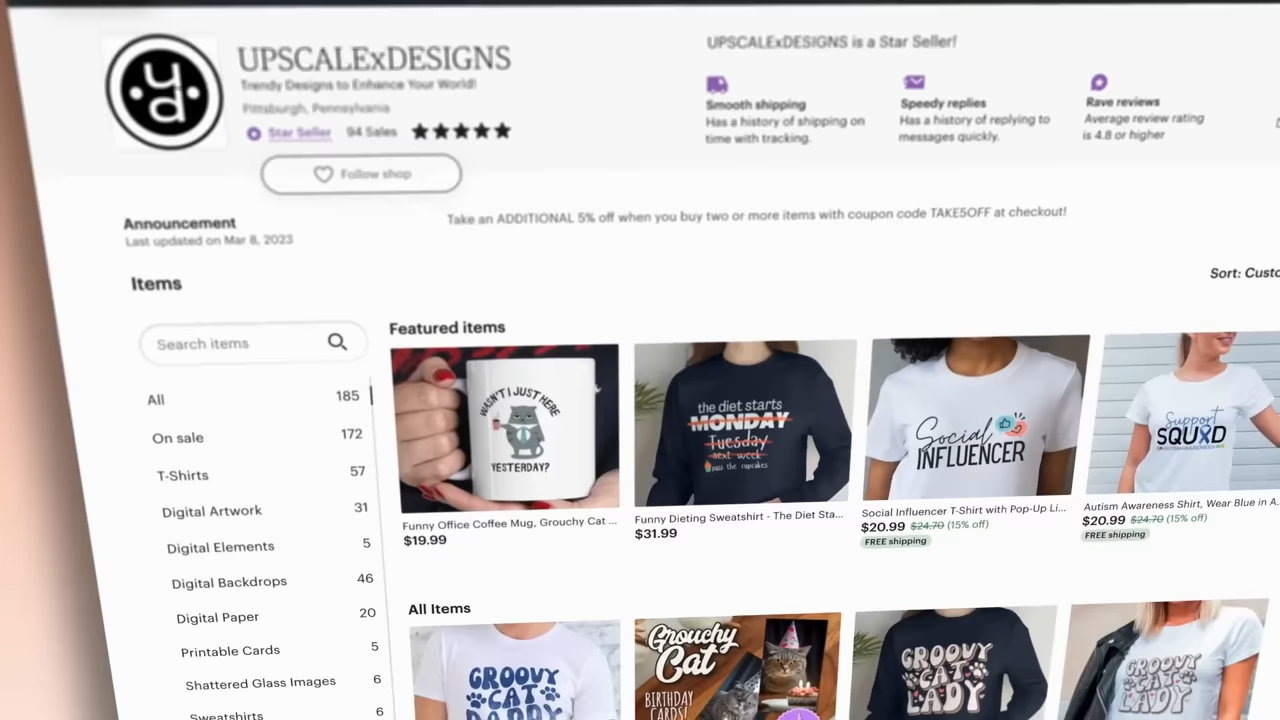 ud
UPSCALExDESIGNS
Trendy Designs to Enhance Your World!
Pittsburgh, Pennsylvania
Star Seller 94 Sales
Follow shop
UPSCALExDESIGNS is a Star Seller!
Smooth shipping
Has a history of shipping on
time with tracking.
Speedy replies
Has a history of replying to
messages quickly.
Rave reviews
Average review rating
is 4.8 or higher
Announcement
Last updated on Mar 8, 2023
Take an ADDITIONAL 5% off when you buy two or more items with coupon code TAKE5OFF at checkout!
Items
Sort: Custo
Search items
All 185
On sale 172
T-Shirts 57
Digital Artwork 31
Digital Elements 5
Digital Backdrops 46
Digital Paper 20
Printable Cards 5
Shattered Glass Images 6
Sweatshirts 6
Featured items
WASN'T I JUST HERE
YESTERDAY?
Funny Office Coffee Mug, Grouchy Cat ...
$19.99
the diet starts
MONDAY
Tuesday
next week
pass the cupcakes
Funny Dieting Sweatshirt - The Diet Sta...
$31.99
Social
INFLUENCER
Social Influencer T-Shirt with Pop-Up Li...
$20.99 $24.70 (15% off)
FREE shipping
Support
SQUAD
Autism Awareness Shirt, Wear Blue in A...
$20.99 $24.70 (15% off)
FREE shipping
All Items
GROOVY
CAT
DADDY
Grouchy
Cat
BIRTHDAY
CARDS!
GROOVY
CAT
LADY
GROOVY
CAT
LADY